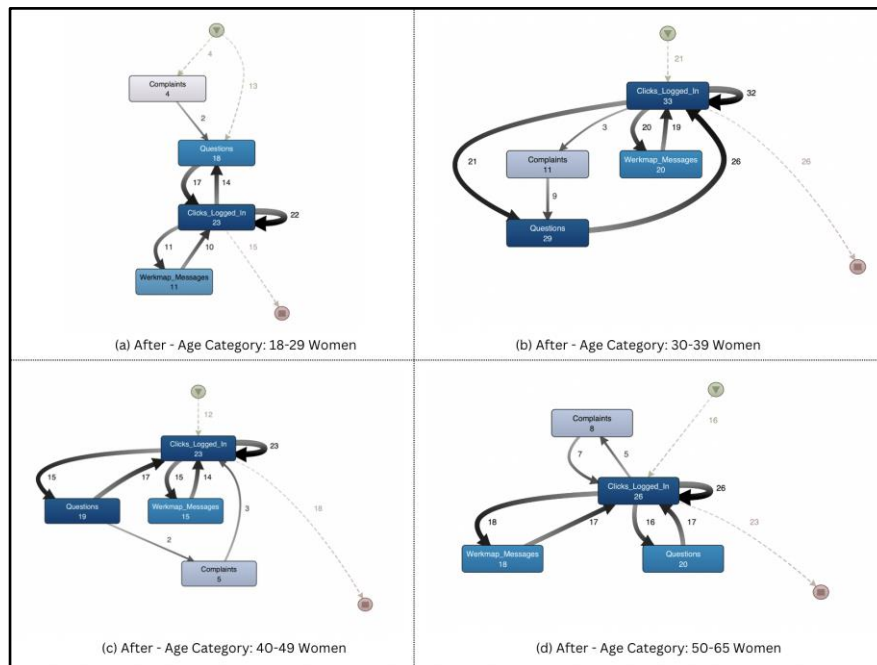 4
13
Complaints
4
2
Questions
18
17
14
Clicks_Logged_In
23
22
11
10
15
Werkmap_Messages
11
(a) After - Age Category: 18-29 Women
21
Clicks_Logged_In
33
32
3
20
19
21
26
26
Complaints
11
Werkmap_Messages
20
9
Questions
29
(b) After - Age Category: 30-39 Women
12
Clicks_Logged_In
23
23
15
17
15
14
18
Questions
19
Werkmap_Messages
15
3
2
Complaints
5
(c) After - Age Category: 40-49 Women
16
Complaints
8
7
5
Clicks_Logged_In
26
26
18
17
16
17
23
Werkmap_Messages
18
Questions
20
(d) After - Age Category: 50-65 Women